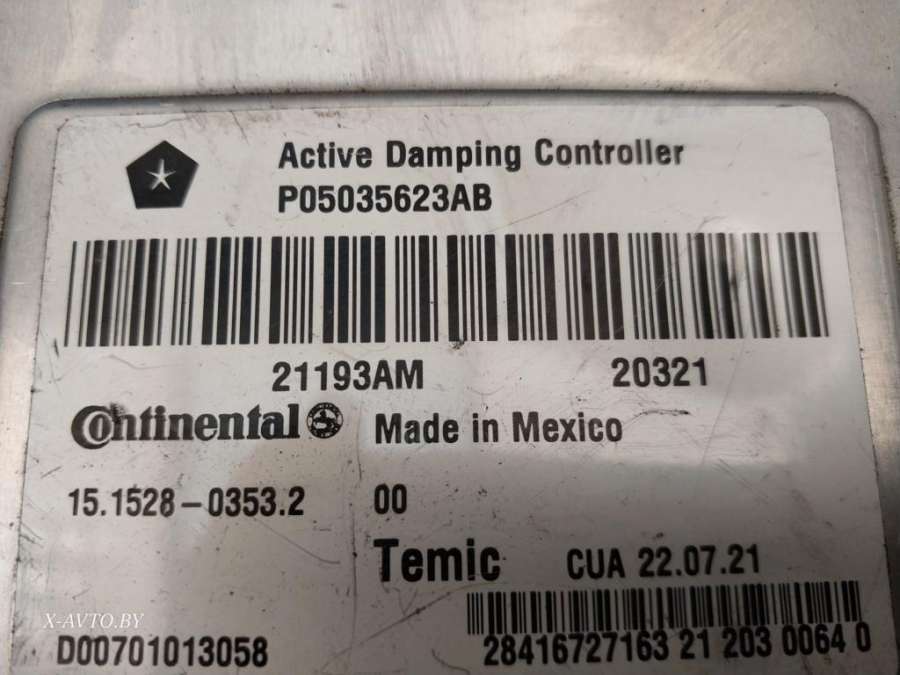 Active Damping Controller
P05035623AB
21193AM 20321
Continental Made in Mexico
15.1528-0353.2 00
Temic CUA 22.07.21
X-AVTO.BY
D00701013058 28416727163 21 203 0064 0